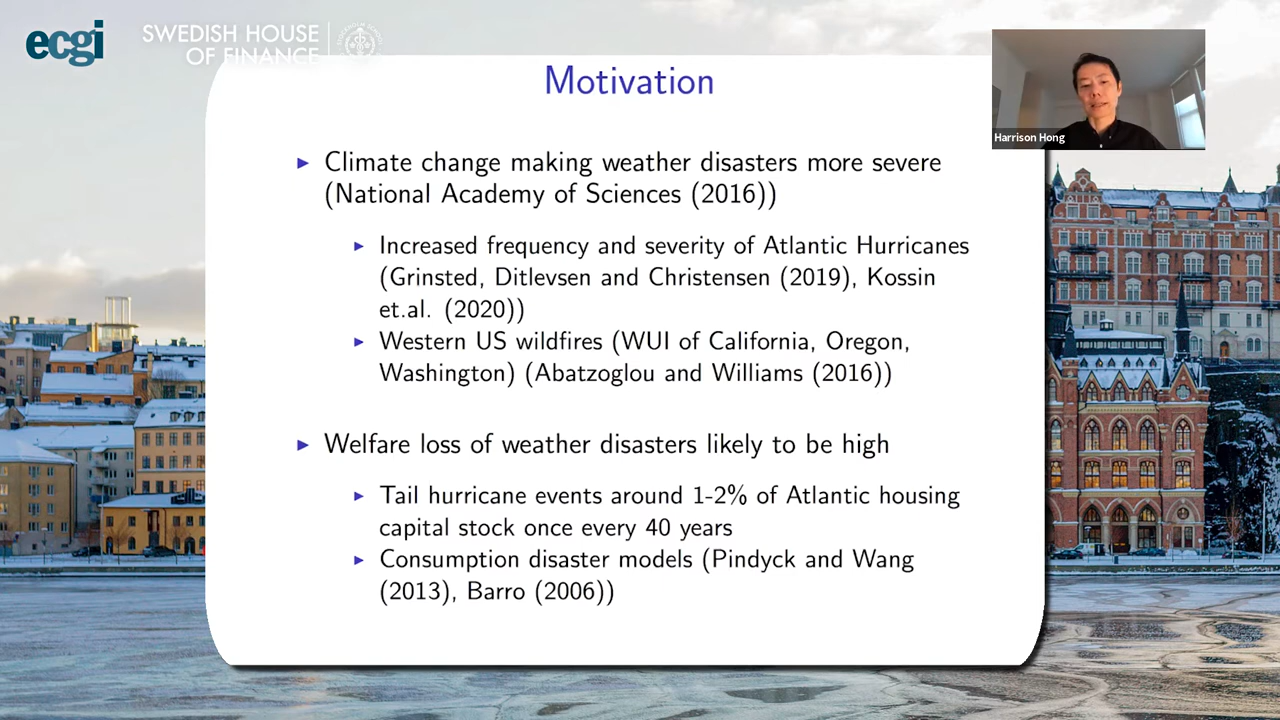 ecgi
SWEDISH HOUSE
OF FINANCE
Motivation
Harrison Hong
Climate change making weather disasters more severe
(National Academy of Sciences (2016))
Increased frequency and severity of Atlantic Hurricanes
(Grinsted, Ditlevsen and Christensen (2019), Kossin
et.al. (2020))
Western US wildfires (WUI of California, Oregon,
Washington) (Abatzoglou and Williams (2016))
Welfare loss of weather disasters likely to be high
Tail hurricane events around 1-2% of Atlantic housing
capital stock once every 40 years
Consumption disaster models (Pindyck and Wang
(2013), Barro (2006))